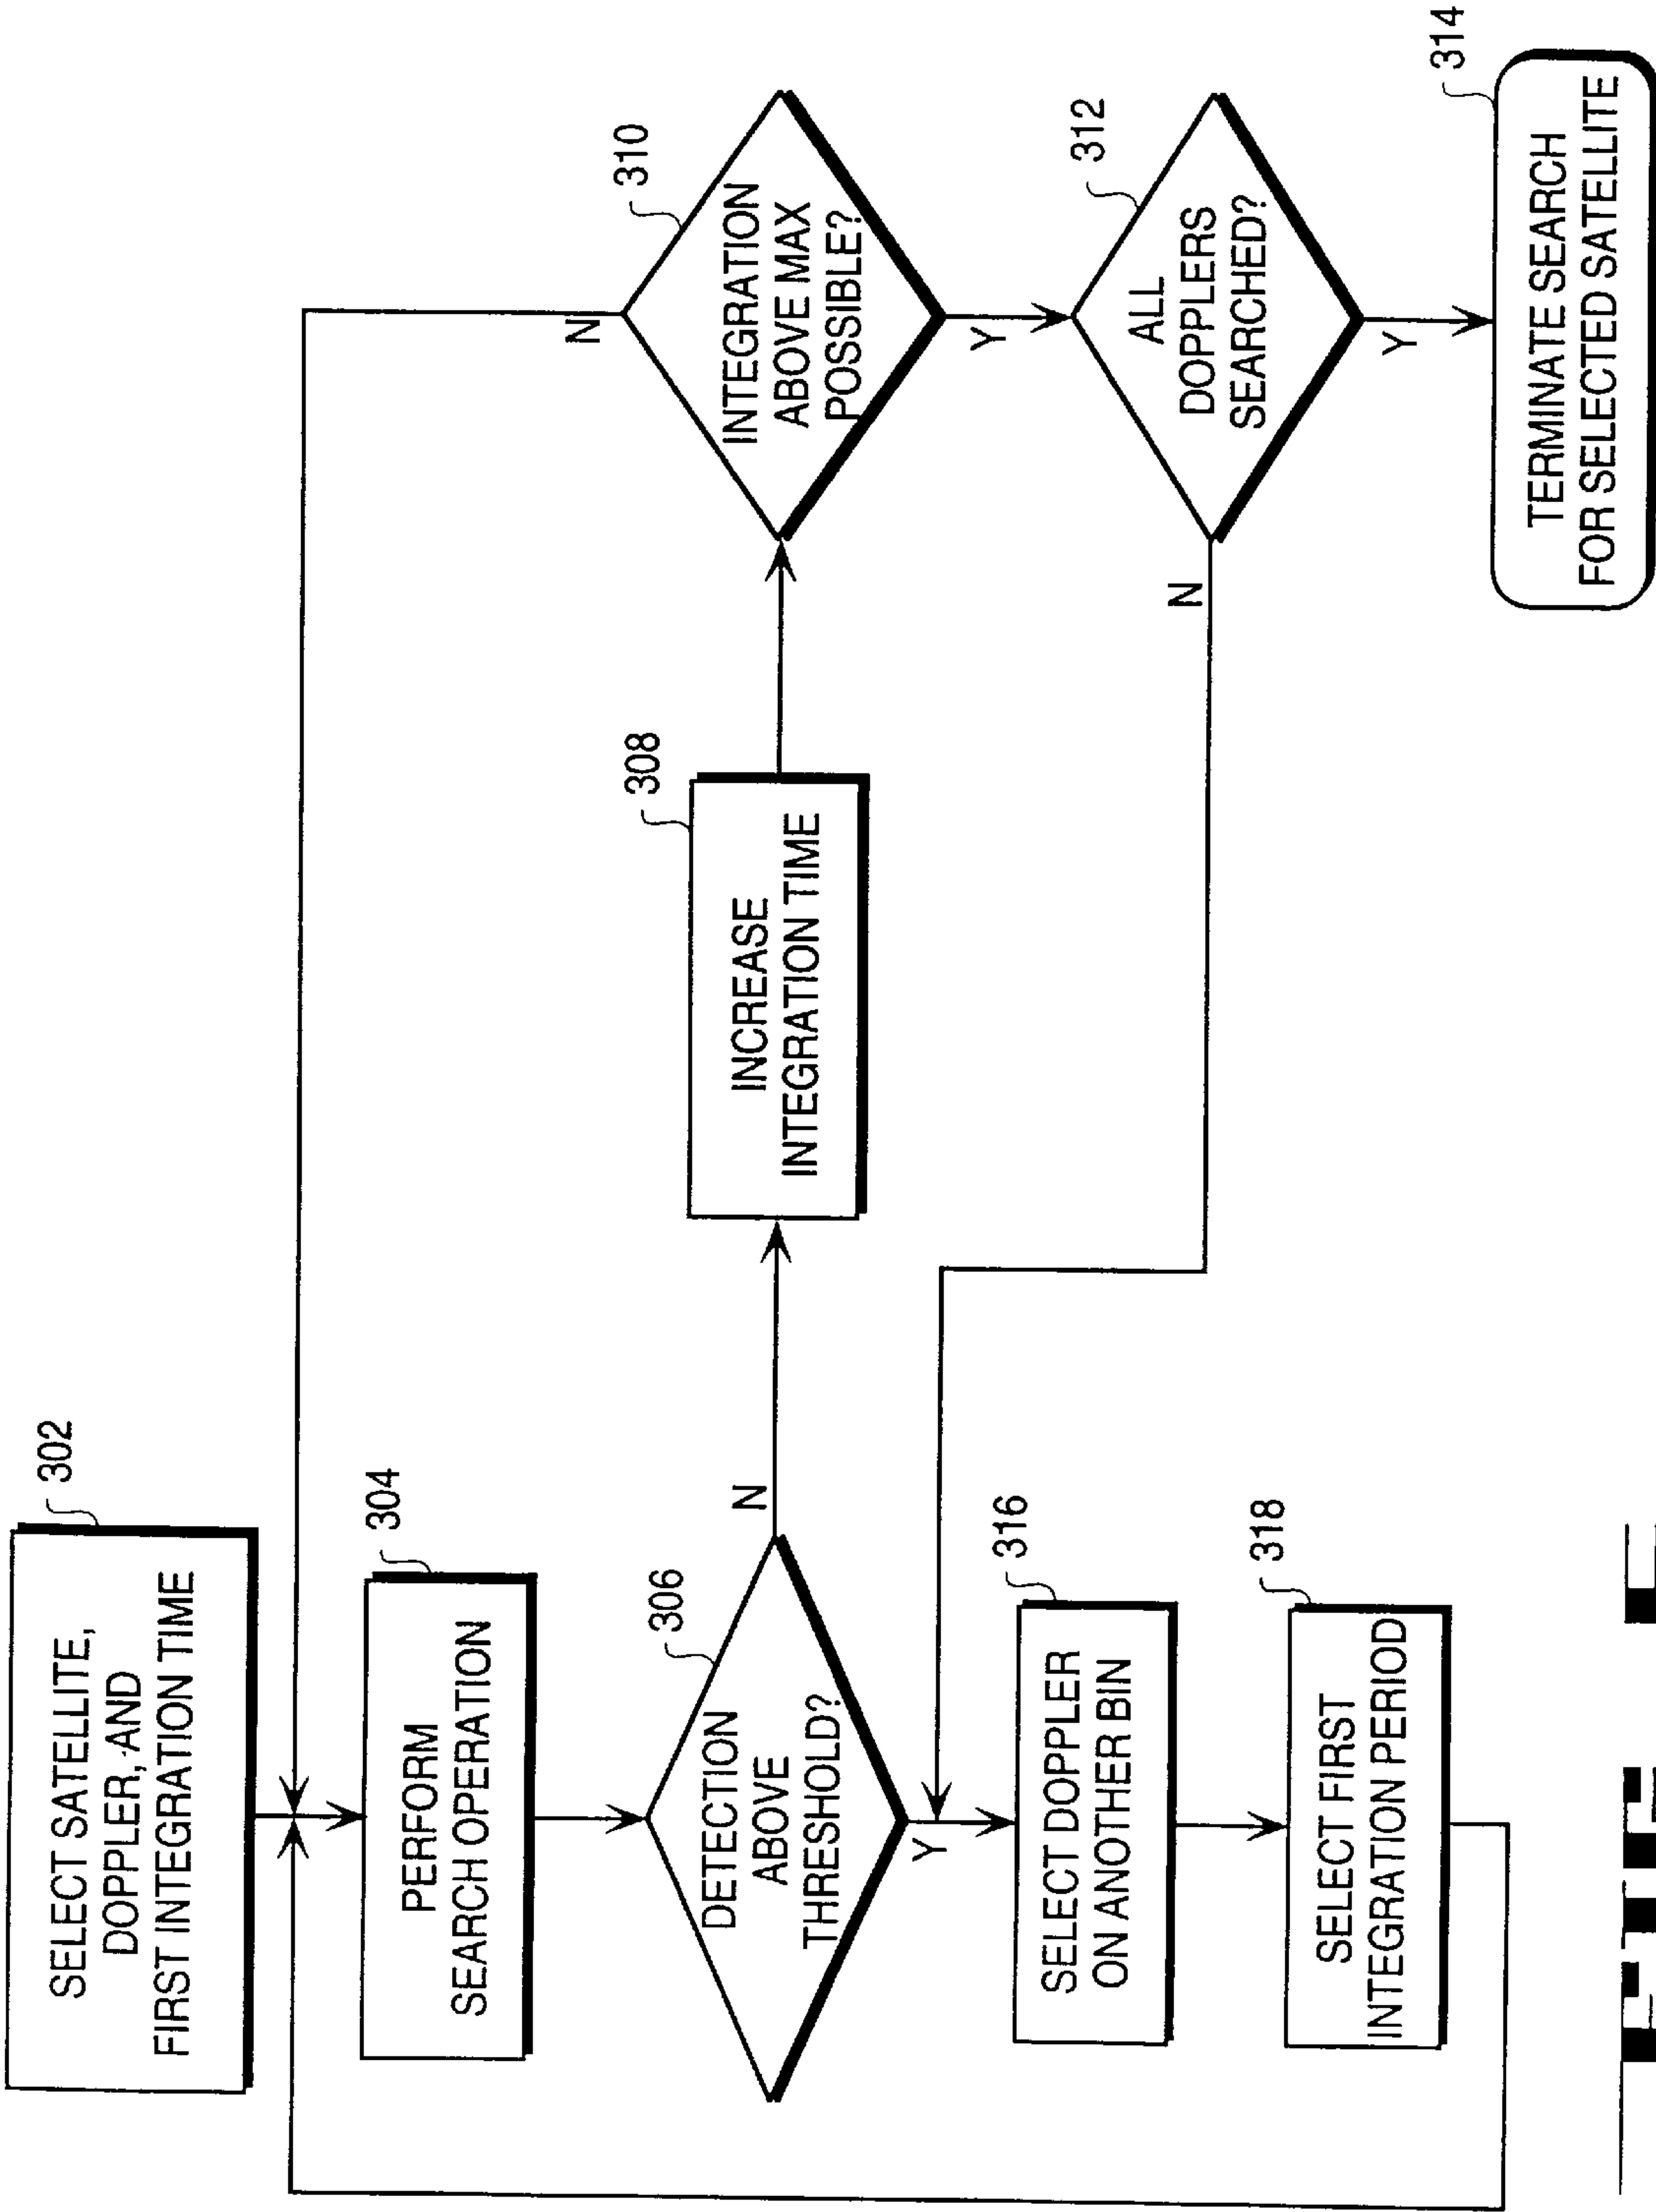 302
SELECT SATELLITE,
DOPPLER, AND
FIRST INTEGRATION TIME
304
PERFORM
SEARCH OPERATION
306
DETECTION
ABOVE
THRESHOLD?
N
Y
308
INCREASE
INTEGRATION TIME
310
INTEGRATION
ABOVE MAX
POSSIBLE?
N
Y
312
ALL
DOPPLERS
SEARCHED?
N
Y
314
TERMINATE SEARCH
FOR SELECTED SATELLITE
316
SELECT DOPPLER
ON ANOTHER BIN
318
SELECT FIRST
INTEGRATION PERIOD